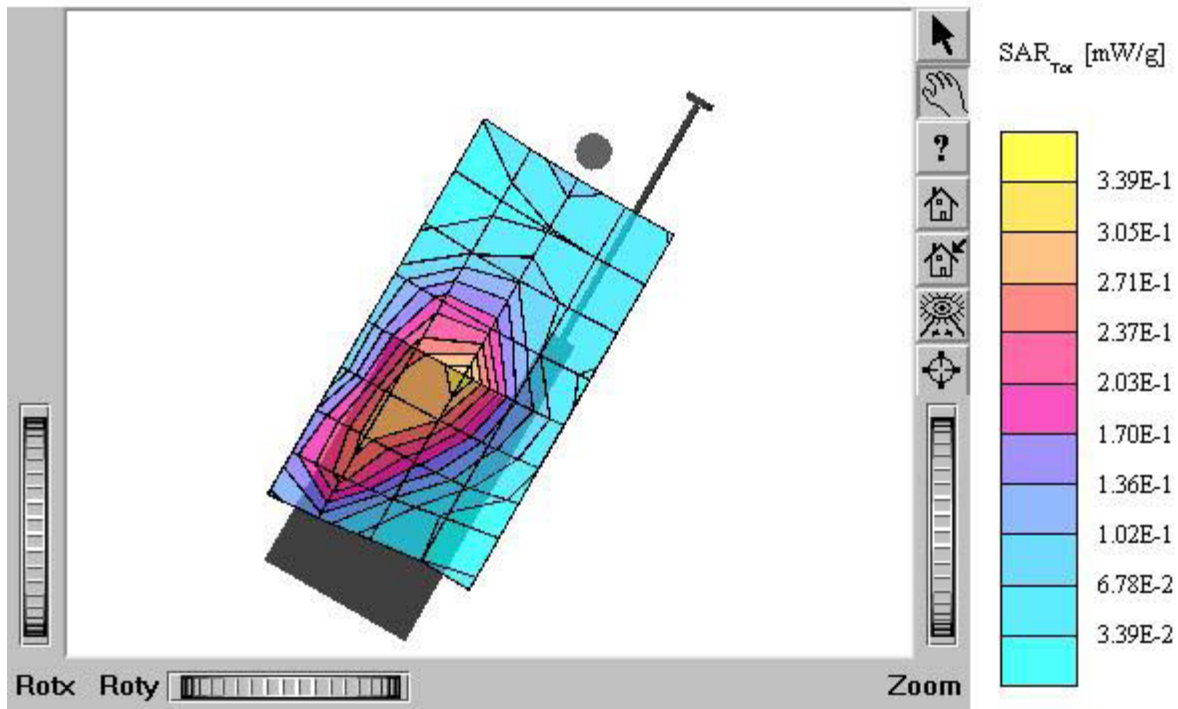 SAR_Tot [mW/g]
?
3.39E-1
3.05E-1
2.71E-1
2.37E-1
2.03E-1
1.70E-1
1.36E-1
1.02E-1
6.78E-2
3.39E-2
Rotx Roty Zoom